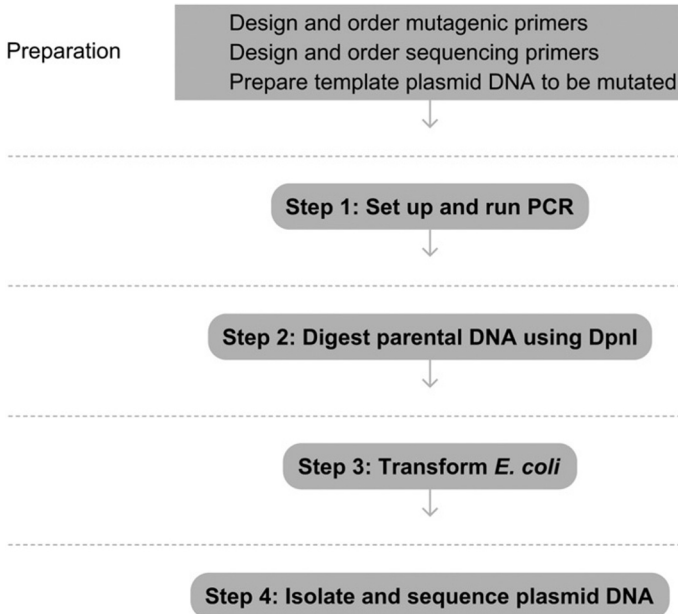 Preparation
Design and order mutagenic primers
Design and order sequencing primers
Prepare template plasmid DNA to be mutated
Step 1: Set up and run PCR
Step 2: Digest parental DNA using DpnI
Step 3: Transform E. coli
Step 4: Isolate and sequence plasmid DNA